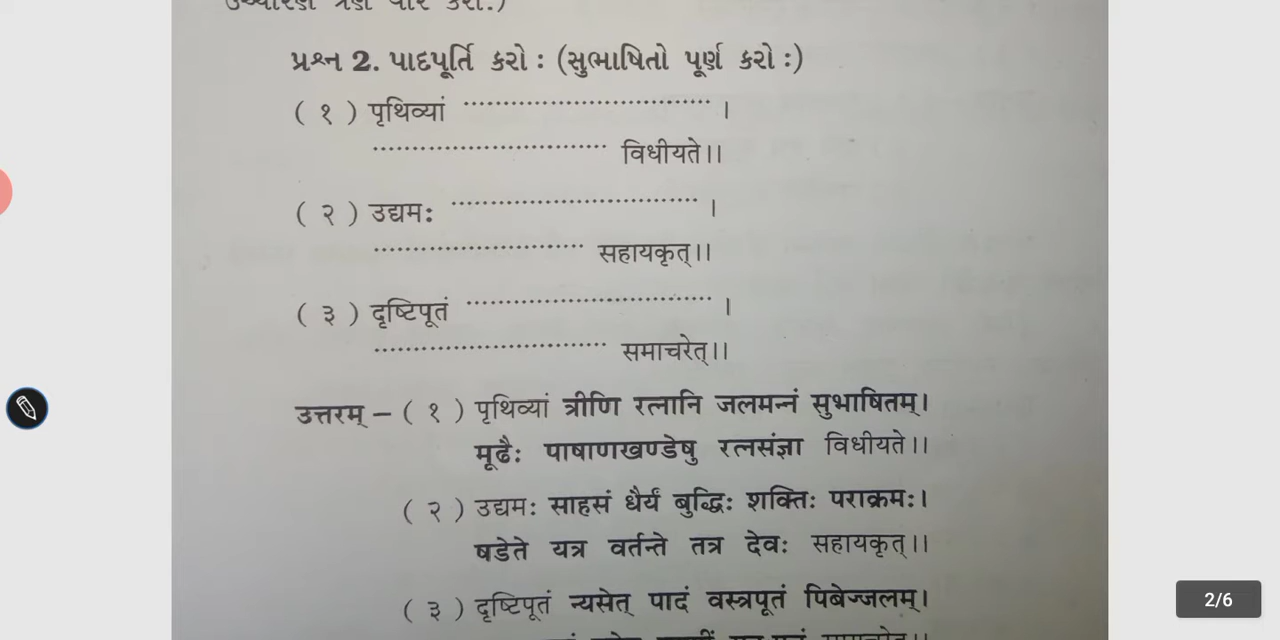 પ્રશ્ન 2. પાદપૂર્તિ કરો : (સુભાષિતો પૂર્ણ કરો :)
( १ ) पृथिव्यां ................................ ।
.............................. विधीयते।।
( २ ) उद्यमः ................................ ।
........................... सहायकृत्।।
( ३ ) दृष्टिपूतं ................................ ।
.............................. समाचरेत्।।
उत्तरम् – ( १ ) पृथिव्यां त्रीणि रत्नानि जलमन्नं सुभाषितम्।
मूढैः पाषाणखण्डेषु रत्नसंज्ञा विधीयते।।
( २ ) उद्यमः साहसं धैर्यं बुद्धिः शक्तिः पराक्रमः।
षडेते यत्र वर्तन्ते तत्र देवः सहायकृत्।।
( ३ ) दृष्टिपूतं न्यसेत् पादं वस्त्रपूतं पिबेज्जलम्।
2/6